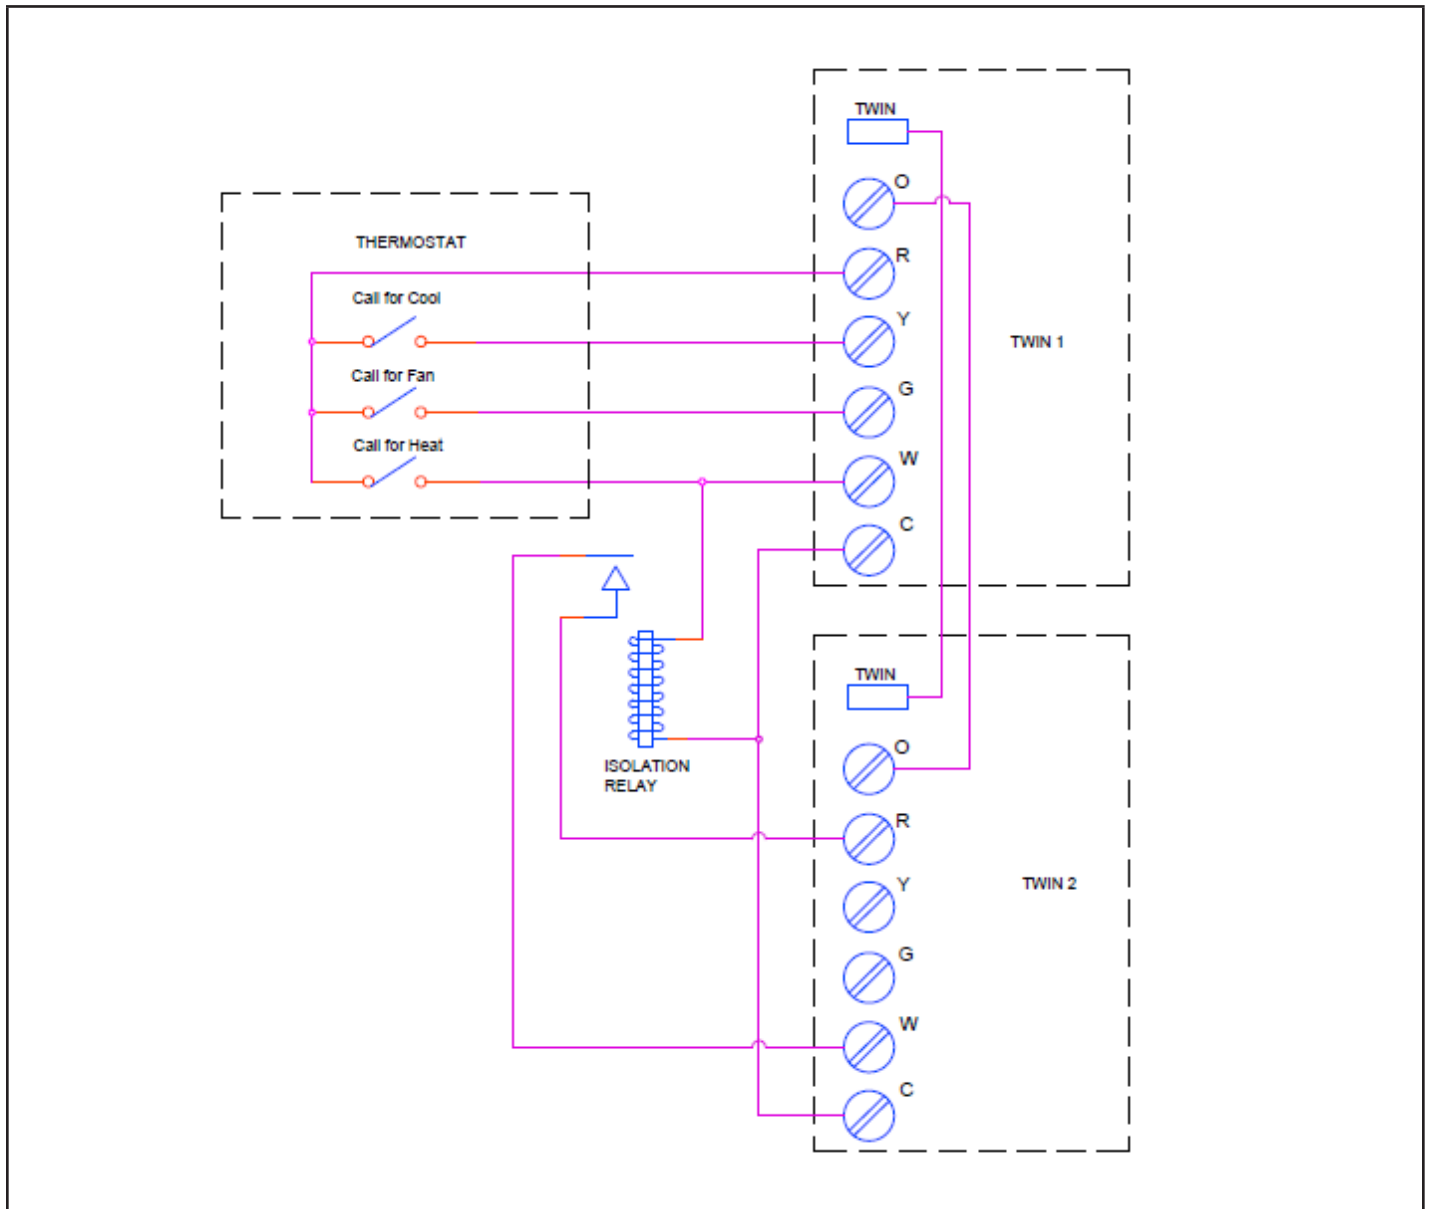 TWIN
O
THERMOSTAT
R
Call for Cool
Y
TWIN 1
Call for Fan
G
Call for Heat
W
C
TWIN
O
ISOLATION
RELAY
R
Y
TWIN 2
G
W
C